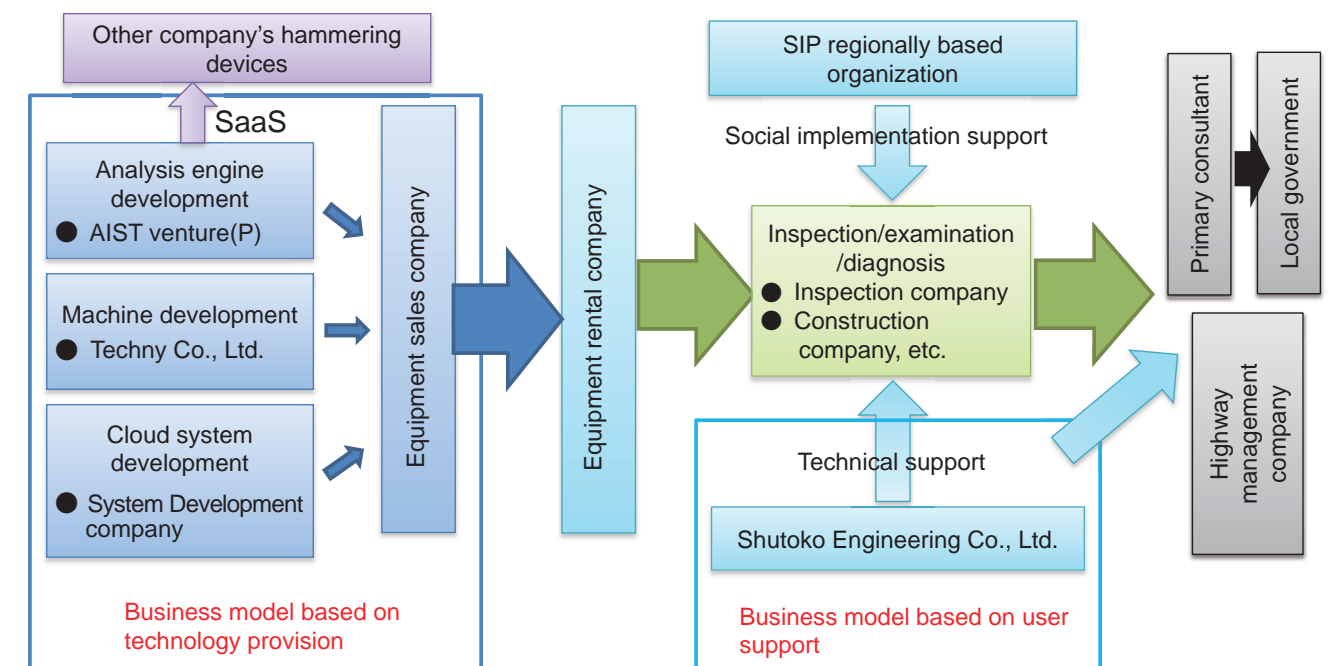 Other company’s hammering
devices
SaaS
Analysis engine
development
● AIST venture(P)
Machine development
● Techny Co., Ltd.
Cloud system
development
● System Development
company
Equipment sales company
Business model based on
technology provision
Equipment rental company
SIP regionally based
organization
Social implementation support
Inspection/examination
/diagnosis
● Inspection company
● Construction
company, etc.
Technical support
Shutoko Engineering Co., Ltd.
Business model based on user
support
Primary consultant
Local government
Highway
management
company